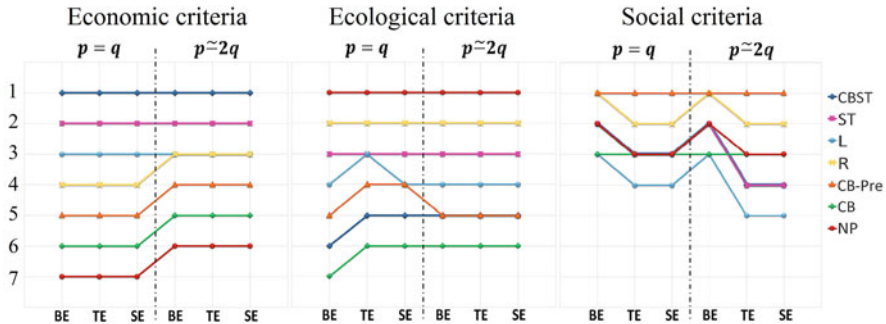 Economic criteria Ecological criteria Social criteria
p = q p≃2q p = q p≃2q p = q p≃2q
1
2
3
4
5
6
7
CBST
ST
L
R
CB-Pre
CB
NP
BE TE SE BE TE SE BE TE SE BE TE SE BE TE SE BE TE SE